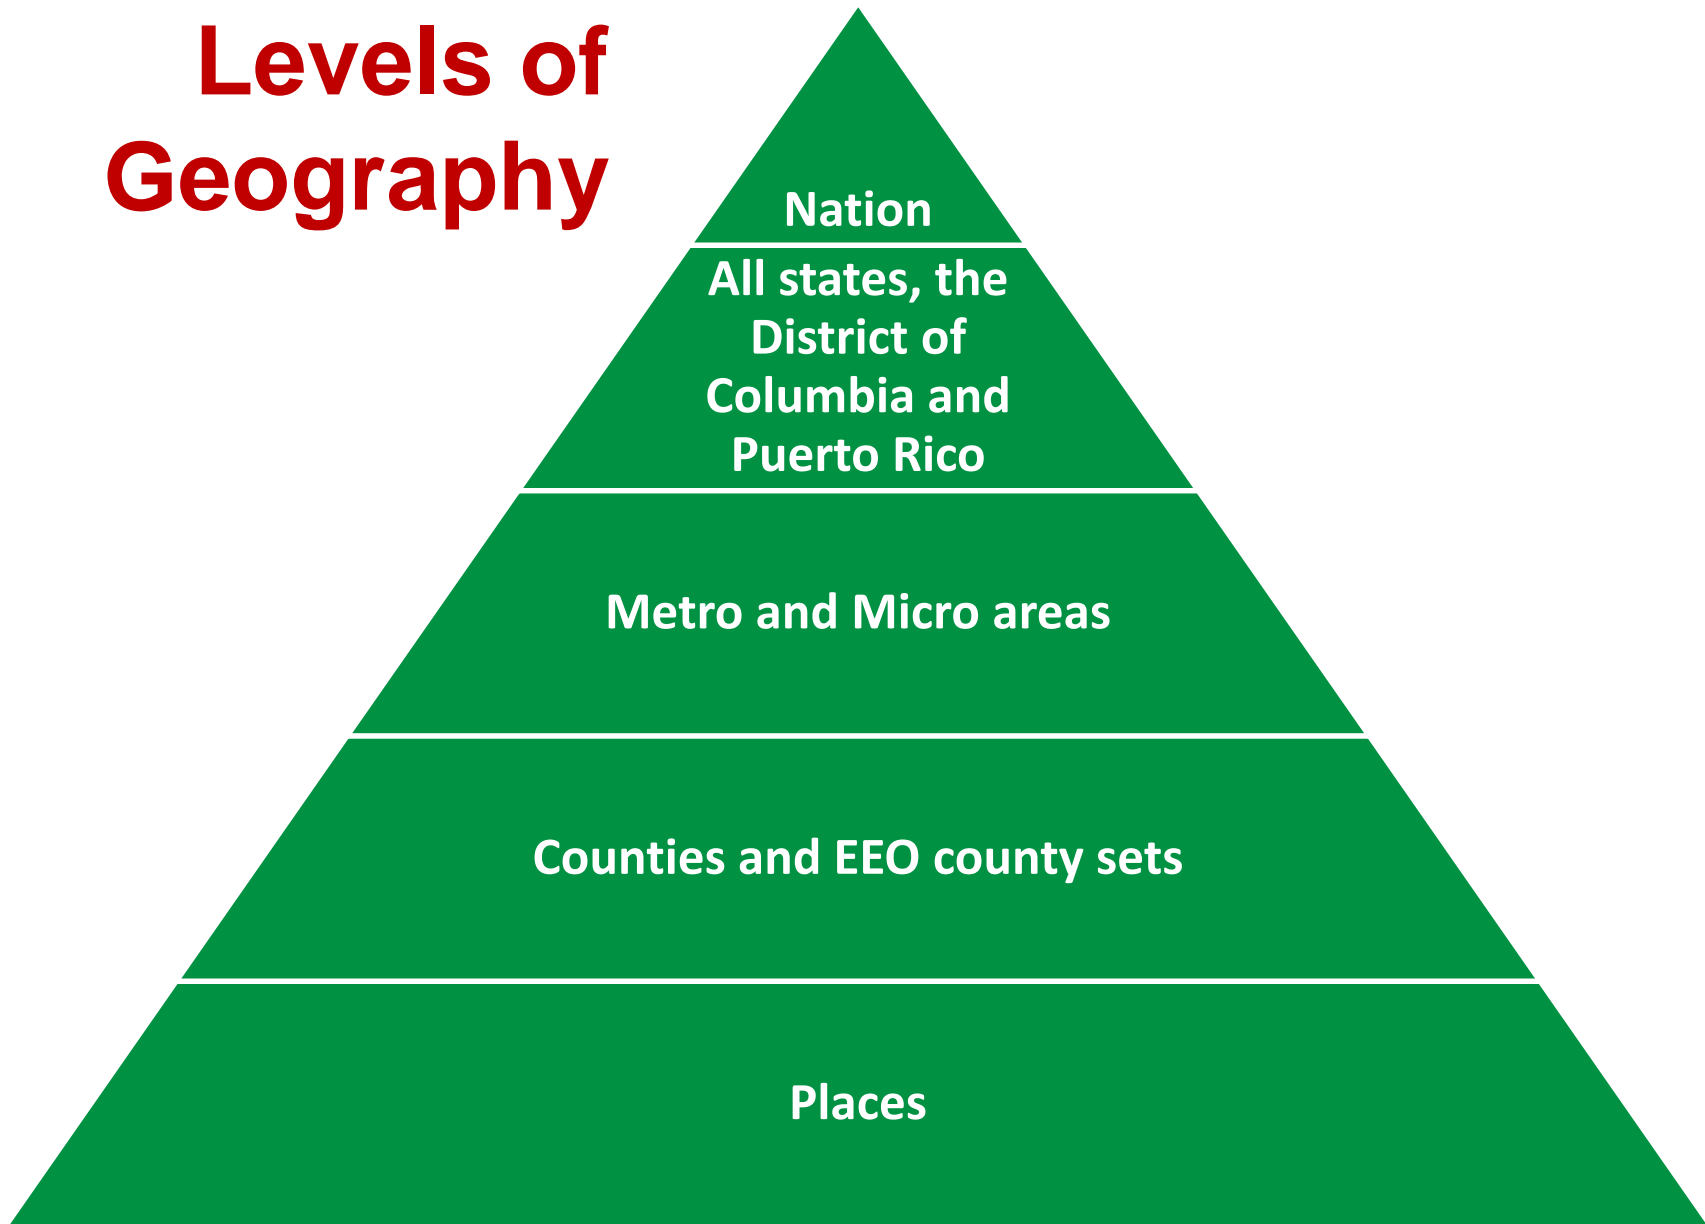 Levels of
Geography
Nation
All states, the
District of
Columbia and
Puerto Rico
Metro and Micro areas
Counties and EEO county sets
Places